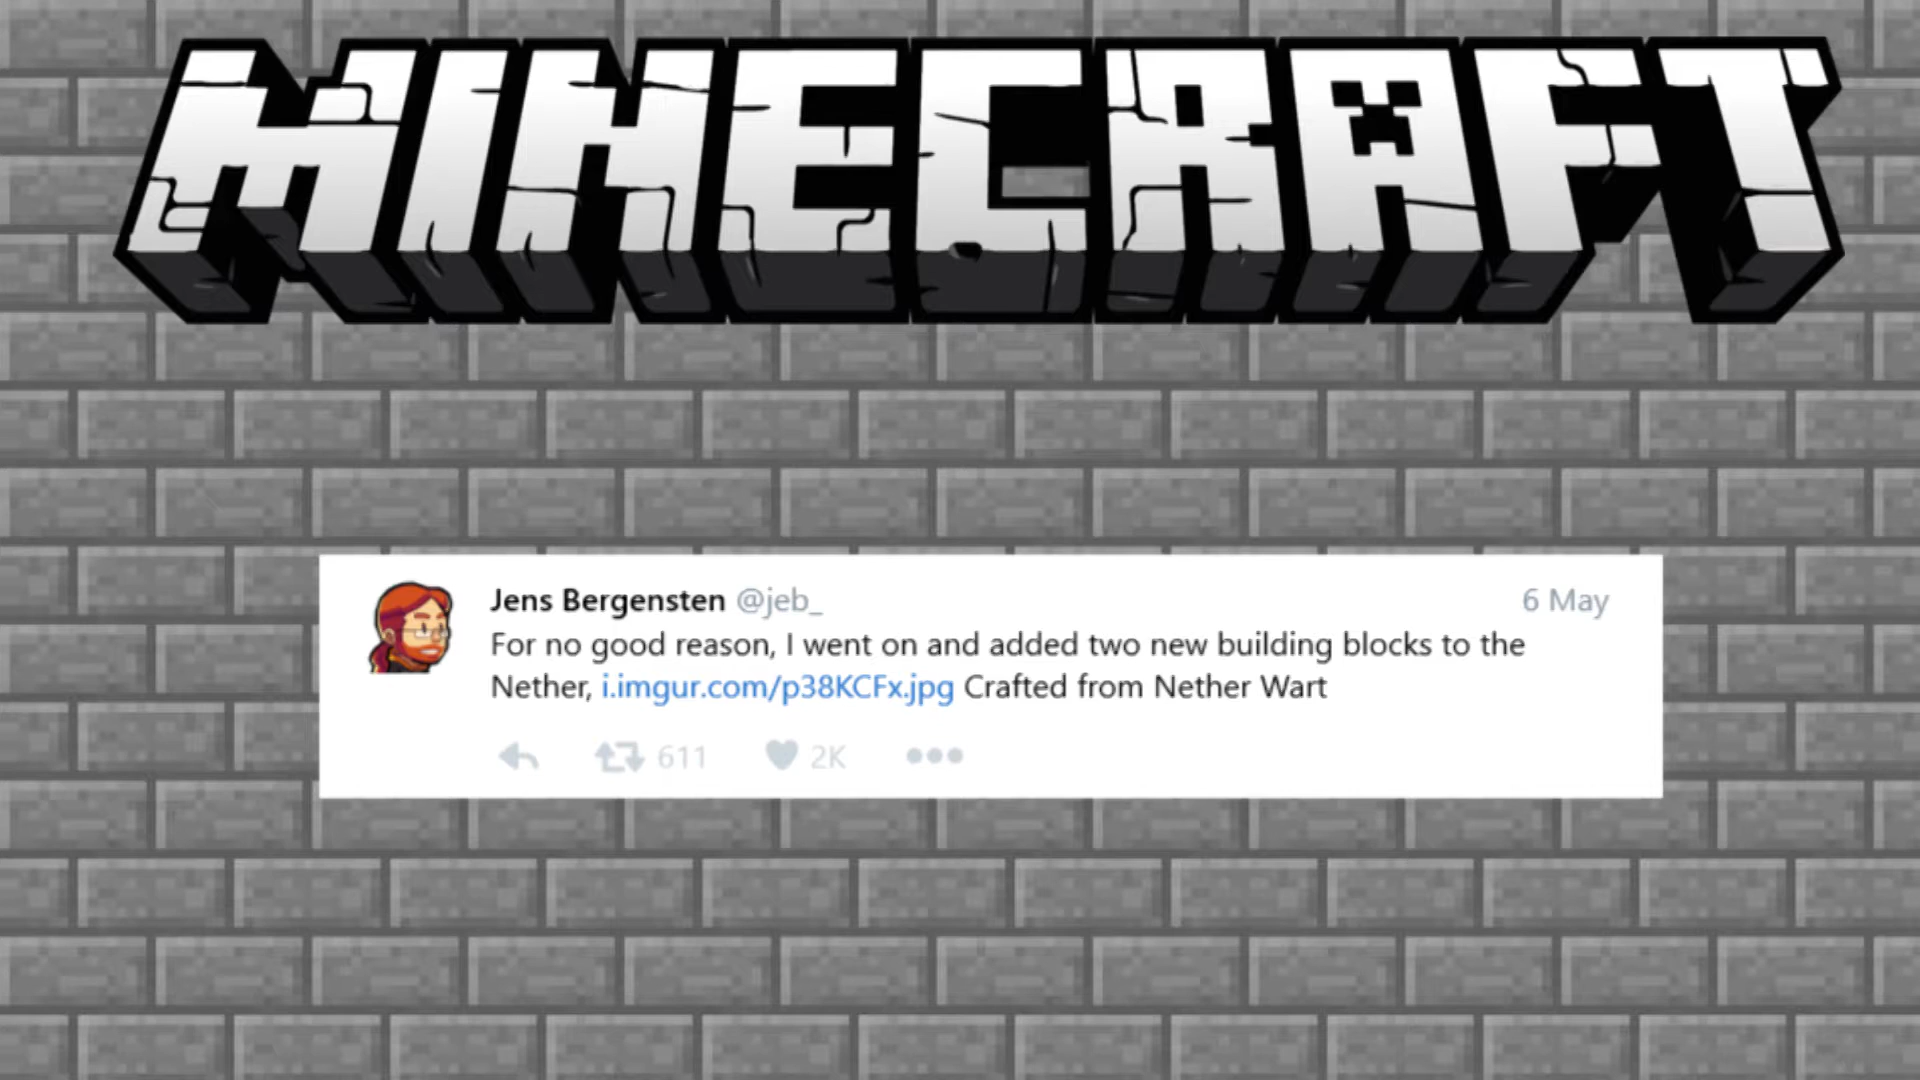 MINECRAFT
Jens Bergensten @jeb_ 6 May
For no good reason, I went on and added two new building blocks to the
Nether, i.imgur.com/p38KCFx.jpg Crafted from Nether Wart
611 2K